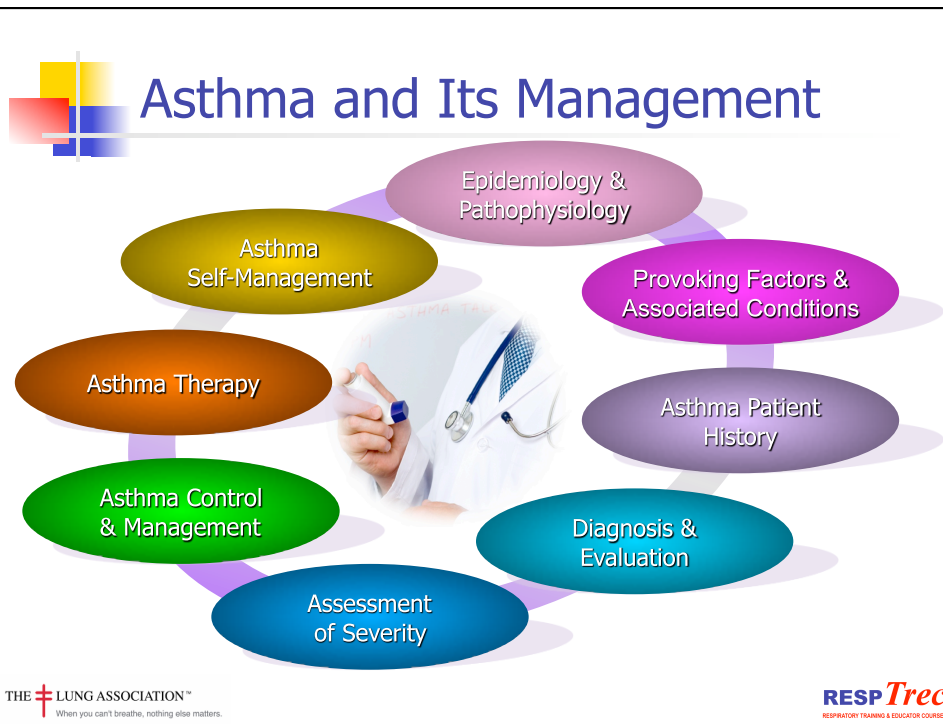 Asthma and Its Management
Epidemiology &
Pathophysiology
Provoking Factors &
Associated Conditions
Asthma Patient
History
Diagnosis &
Evaluation
Assessment
of Severity
Asthma Control
& Management
Asthma Therapy
Asthma
Self-Management
THE LUNG ASSOCIATION™
When you can't breathe, nothing else matters.
RESPTrec
RESPIRATORY TRAINING & EDUCATOR COURSE